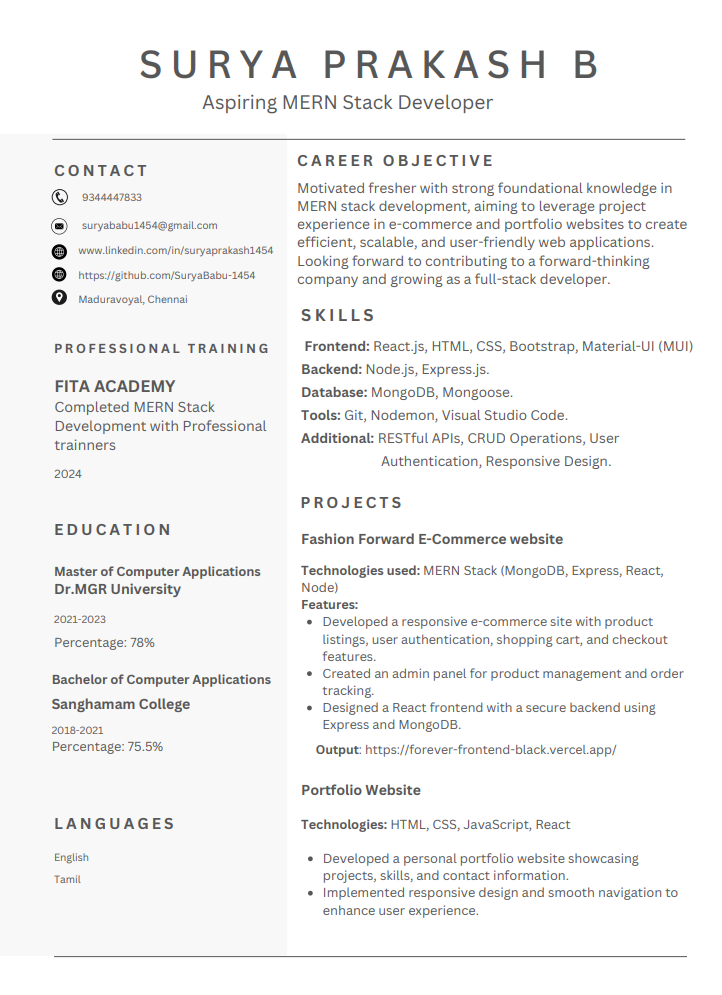 SURYA PRAKASH B
Aspiring MERN Stack Developer
CONTACT
9344447833
suryababu1454@gmail.com
www.linkedin.com/in/suryaprakash1454
https://github.com/SuryaBabu-1454
Maduravoyal, Chennai
PROFESSIONAL TRAINING
FITA ACADEMY
Completed MERN Stack
Development with Professional
trainners
2024
EDUCATION
Master of Computer Applications
Dr.MGR University
2021-2023
Percentage: 78%
Bachelor of Computer Applications
Sanghamam College
2018-2021
Percentage: 75.5%
LANGUAGES
English
Tamil
CAREER OBJECTIVE
Motivated fresher with strong foundational knowledge in
MERN stack development, aiming to leverage project
experience in e-commerce and portfolio websites to create
efficient, scalable, and user-friendly web applications.
Looking forward to contributing to a forward-thinking
company and growing as a full-stack developer.
SKILLS
Frontend: React.js, HTML, CSS, Bootstrap, Material-UI (MUI)
Backend: Node.js, Express.js.
Database: MongoDB, Mongoose.
Tools: Git, Nodemon, Visual Studio Code.
Additional: RESTful APIs, CRUD Operations, User
Authentication, Responsive Design.
PROJECTS
Fashion Forward E-Commerce website
Technologies used: MERN Stack (MongoDB, Express, React,
Node)
Features:
• Developed a responsive e-commerce site with product
listings, user authentication, shopping cart, and checkout
features.
• Created an admin panel for product management and order
tracking.
• Designed a React frontend with a secure backend using
Express and MongoDB.
Output: https://forever-frontend-black.vercel.app/
Portfolio Website
Technologies: HTML, CSS, JavaScript, React
• Developed a personal portfolio website showcasing
projects, skills, and contact information.
• Implemented responsive design and smooth navigation to
enhance user experience.